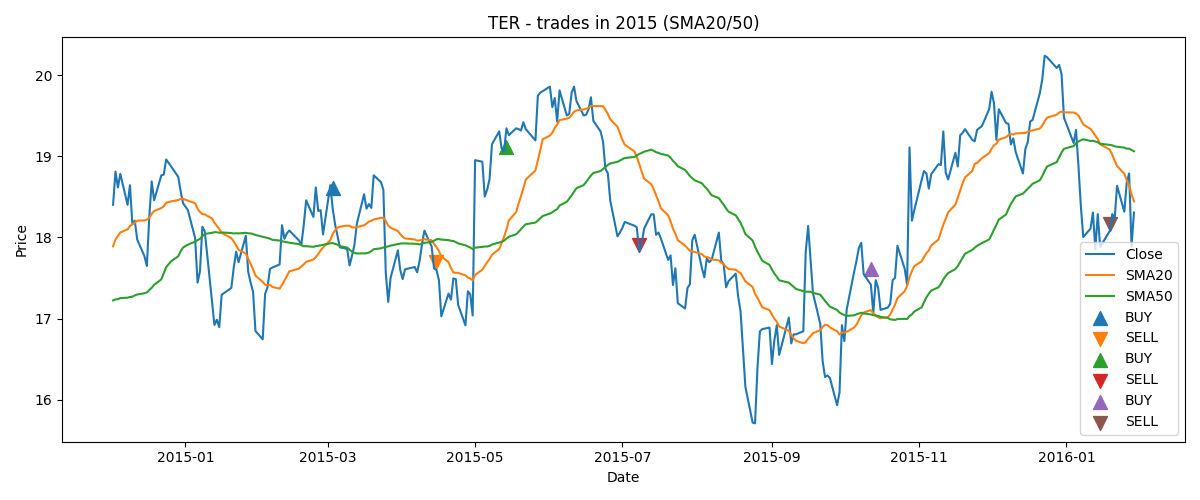 TER - trades in 2015 (SMA20/50)
Price
20
19
18
17
16
Close
SMA20
SMA50
BUY
SELL
BUY
SELL
BUY
SELL
2015-01
2015-03
2015-05
2015-07
2015-09
2015-11
2016-01
Date